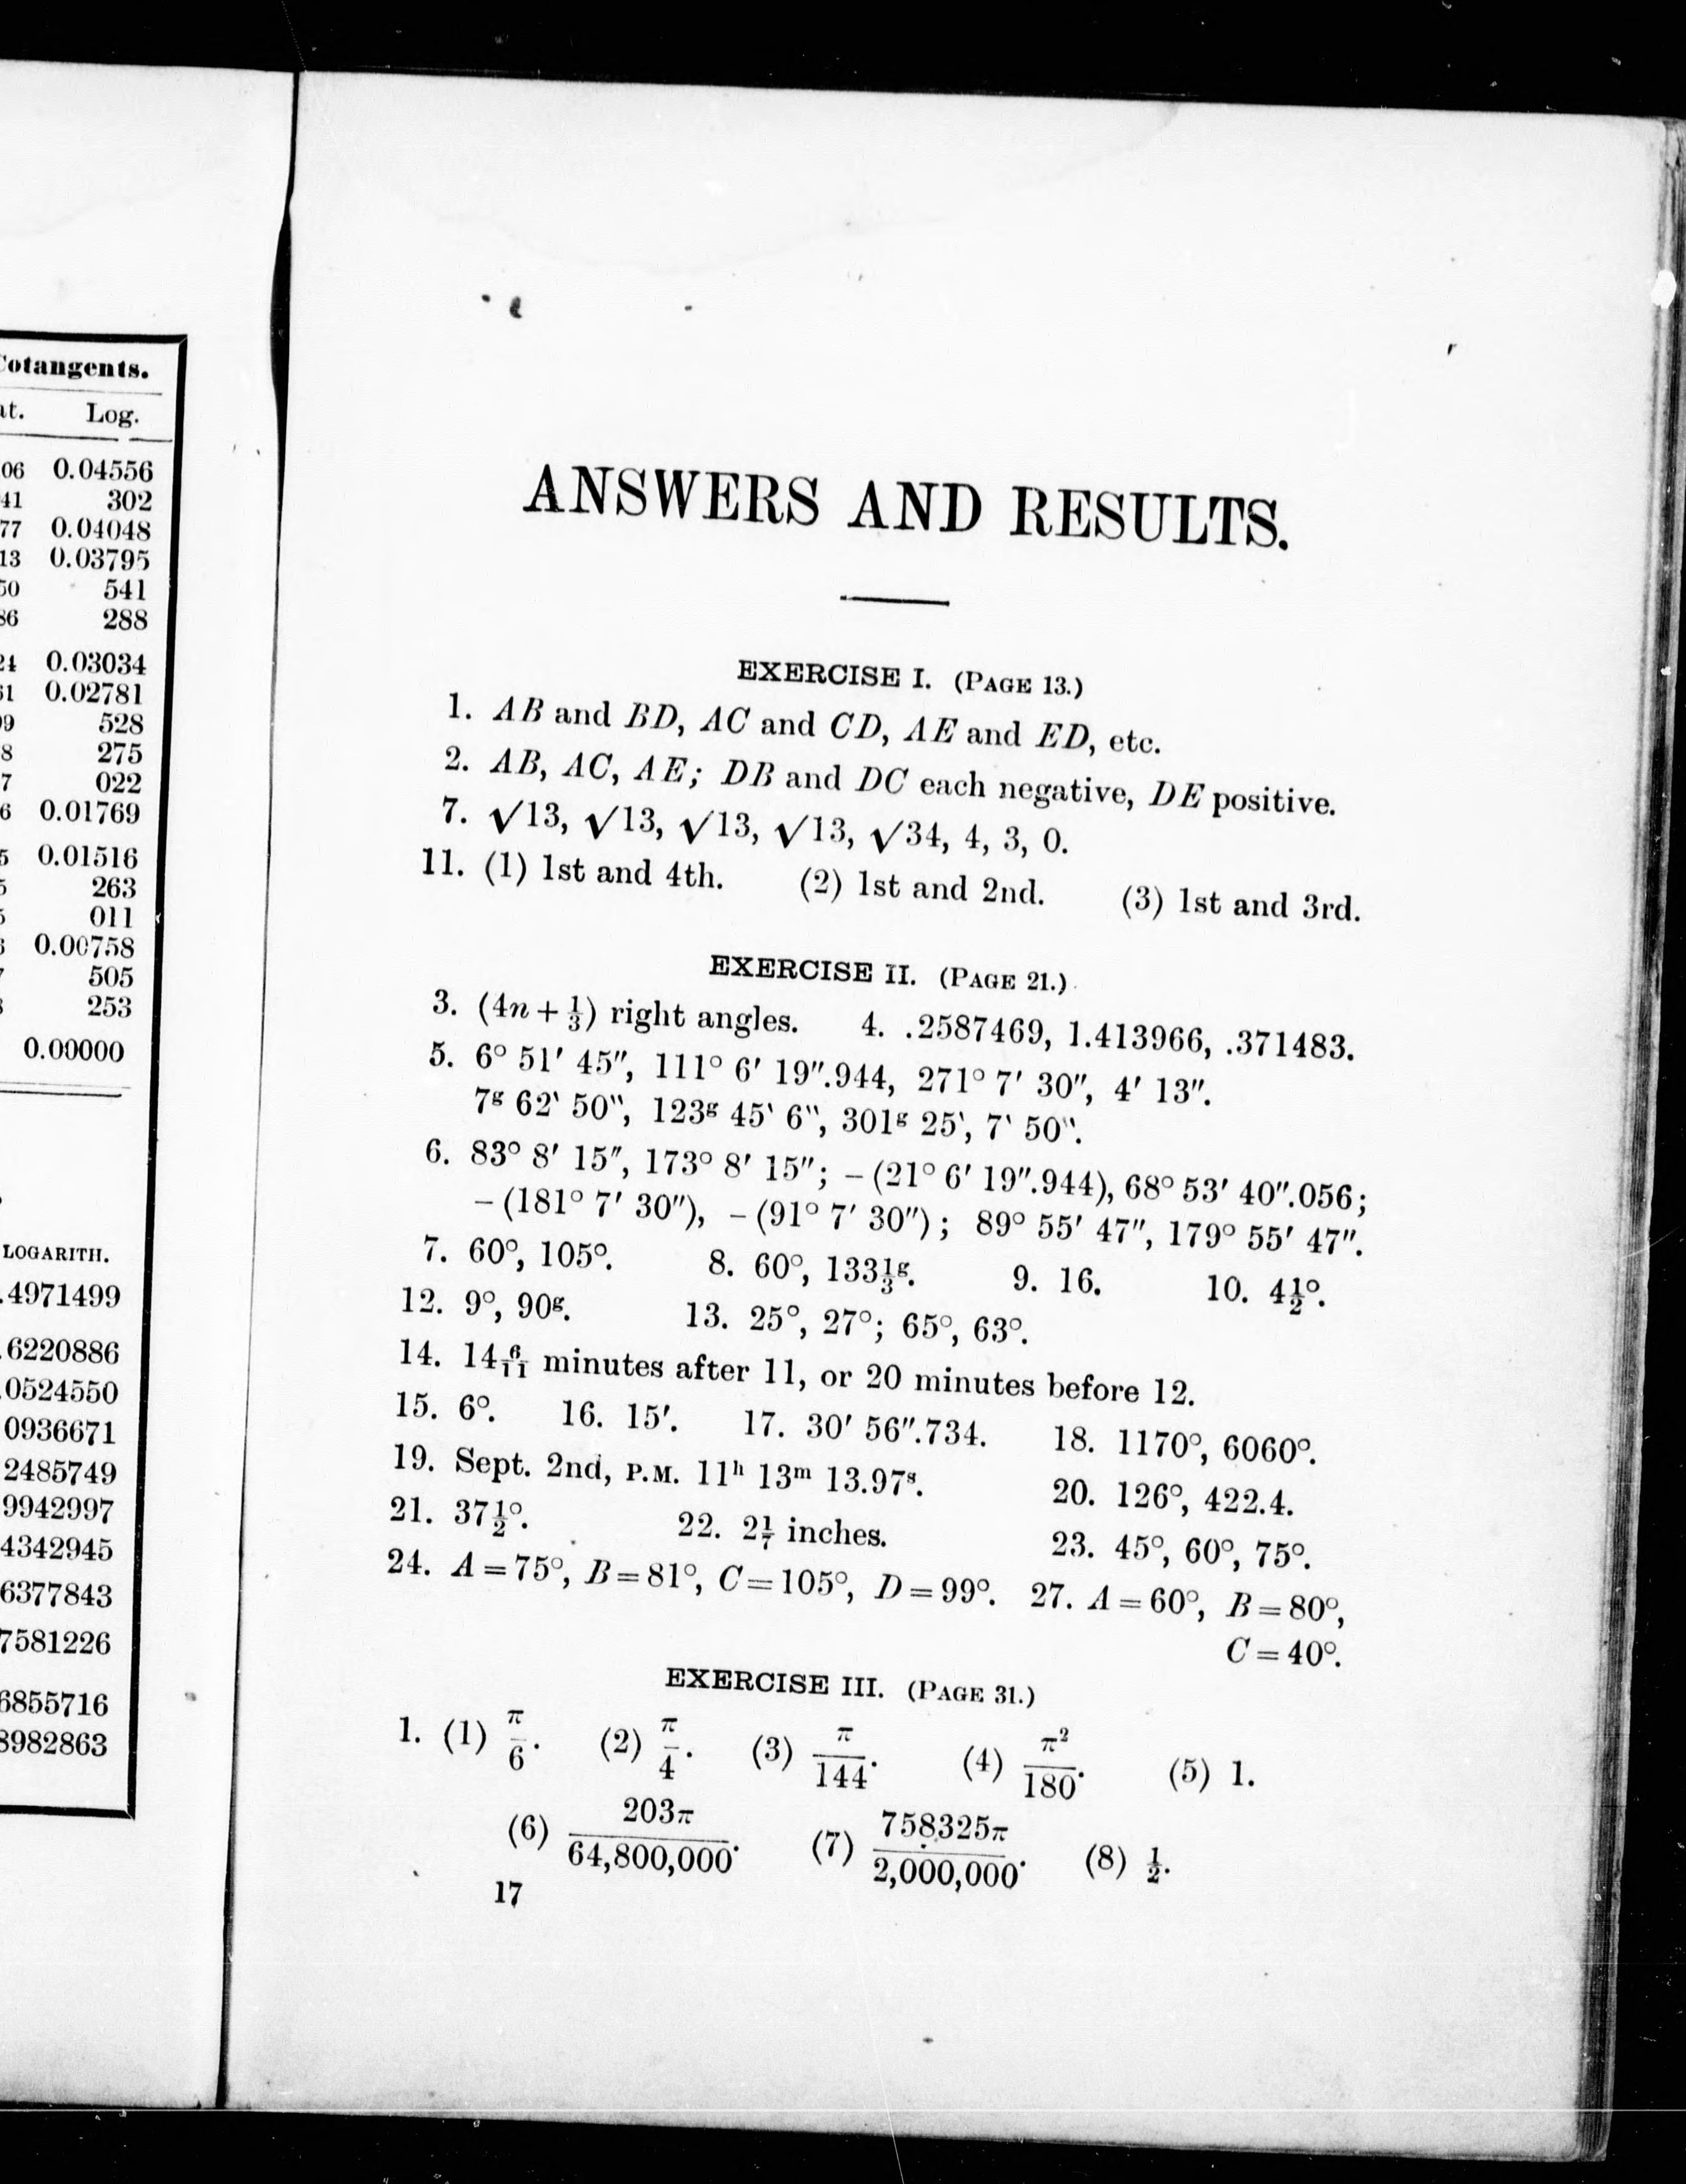 Cotangents.
at. Log.
06 0.04556
41 302
77 0.04048
13 0.03795
50 541
86 288
24 0.03034
61 0.02781
99 528
8 275
7 022
6 0.01769
5 0.01516
5 263
5 011
6 0.00758
7 505
8 253
0.00000
LOGARITH.
.4971499
.6220886
.0524550
0936671
2485749
9942997
4342945
6377843
7581226
6855716
8982863
ANSWERS AND RESULTS.
EXERCISE I. (PAGE 13.)
1. AB and BD, AC and CD, AE and ED, etc.
2. AB, AC, AE; DB and DC each negative, DE positive.
7. √13, √13, √13, √13, √34, 4, 3, 0.
11. (1) 1st and 4th. (2) 1st and 2nd. (3) 1st and 3rd.
EXERCISE II. (PAGE 21.)
3. (4n + 1/3) right angles. 4. .2587469, 1.413966, .371483.
5. 6° 51′ 45″, 111° 6′ 19″.944, 271° 7′ 30″, 4′ 13″.
7ᵍ 62‵ 50‶, 123ᵍ 45‵ 6‶, 301ᵍ 25‵, 7‵ 50‶.
6. 83° 8′ 15″, 173° 8′ 15″; – (21° 6′ 19″.944), 68° 53′ 40″.056;
– (181° 7′ 30″), – (91° 7′ 30″); 89° 55′ 47″, 179° 55′ 47″.
7. 60°, 105°. 8. 60°, 133⅓ᵍ. 9. 16. 10. 4½°.
12. 9°, 90ᵍ. 13. 25°, 27°; 65°, 63°.
14. 14 6/11 minutes after 11, or 20 minutes before 12.
15. 6°. 16. 15′. 17. 30′ 56″.734. 18. 1170°, 6060°.
19. Sept. 2nd, P.M. 11ʰ 13ᵐ 13.97ˢ. 20. 126°, 422.4.
21. 37½°. 22. 2 1/7 inches. 23. 45°, 60°, 75°.
24. A = 75°, B = 81°, C = 105°, D = 99°. 27. A = 60°, B = 80°,
C = 40°.
EXERCISE III. (PAGE 31.)
1. (1) π/6. (2) π/4. (3) π/144. (4) π²/180. (5) 1.
(6) 203π/64,800,000. (7) 758325π/2,000,000. (8) ½.
17